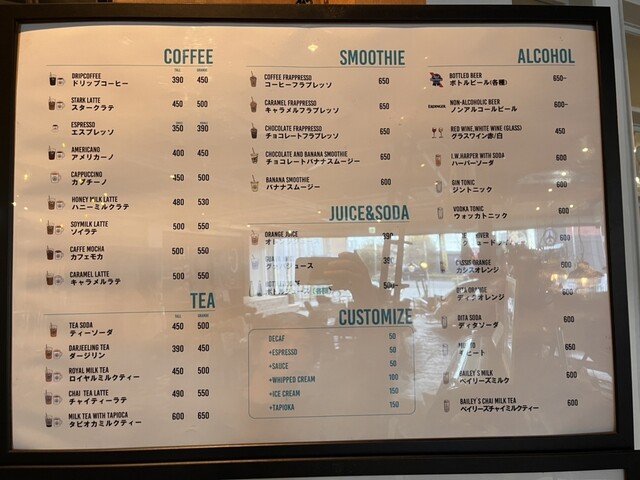 COFFEE
TALL GRANDE
DRIPCOFFEE
ドリップコーヒー 390 450
STARK LATTE
スタークラテ 450 500
ESPRESSO
エスプレッソ 350 390
AMERICANO
アメリカーノ 400 450
CAPPUCCINO
カプチーノ 450 500
HONEY MILK LATTE
ハニーミルクラテ 480 530
SOYMILK LATTE
ソイラテ 500 550
CAFFE MOCHA
カフェモカ 500 550
CARAMEL LATTE
キャラメルラテ 500 550
TEA
TALL GRANDE
TEA SODA
ティーソーダ 450 500
DARJEELING TEA
ダージリン 390 450
ROYAL MILK TEA
ロイヤルミルクティー 450 500
CHAI TEA LATTE
チャイティーラテ 490 550
MILK TEA WITH TAPIOCA
タピオカミルクティー 600 650
SMOOTHIE
COFFEE FRAPPRESSO
コーヒーフラプレッソ 650
CARAMEL FRAPPRESSO
キャラメルフラプレッソ 650
CHOCOLATE FRAPPRESSO
チョコレートフラプレッソ 650
CHOCOLATE AND BANANA SMOOTHIE
チョコレートバナナスムージー 650
BANANA SMOOTHIE
バナナスムージー 600
JUICE&SODA
ORANGE JUICE
390
ジュース 390
CUSTOMIZE
DECAF 50
+ESPRESSO 50
+SAUCE 50
+WHIPPED CREAM 100
+ICE CREAM 150
+TAPIOKA 150
ALCOHOL
BOTTLED BEER
ボトルビール(各種) 650~
NON-ALCOHOLIC BEER
ノンアルコールビール 600~
RED WINE,WHITE WINE (GLASS)
グラスワイン赤/白 450
I.W.HARPER WITH SODA
ハーパーソーダ 600
GIN TONIC
ジントニック 600
VODKA TONIC
ウォッカトニック 600
600
CASSIS ORANGE
カシスオレンジ 600
DITA ORANGE
ディタオレンジ 600
DITA SODA
ディタソーダ 600
MOJITO
モヒート 650
BAILEY'S MILK
ベイリーズミルク 600
BAILEY'S CHAI MILK TEA
ベイリーズチャイミルクティー 600